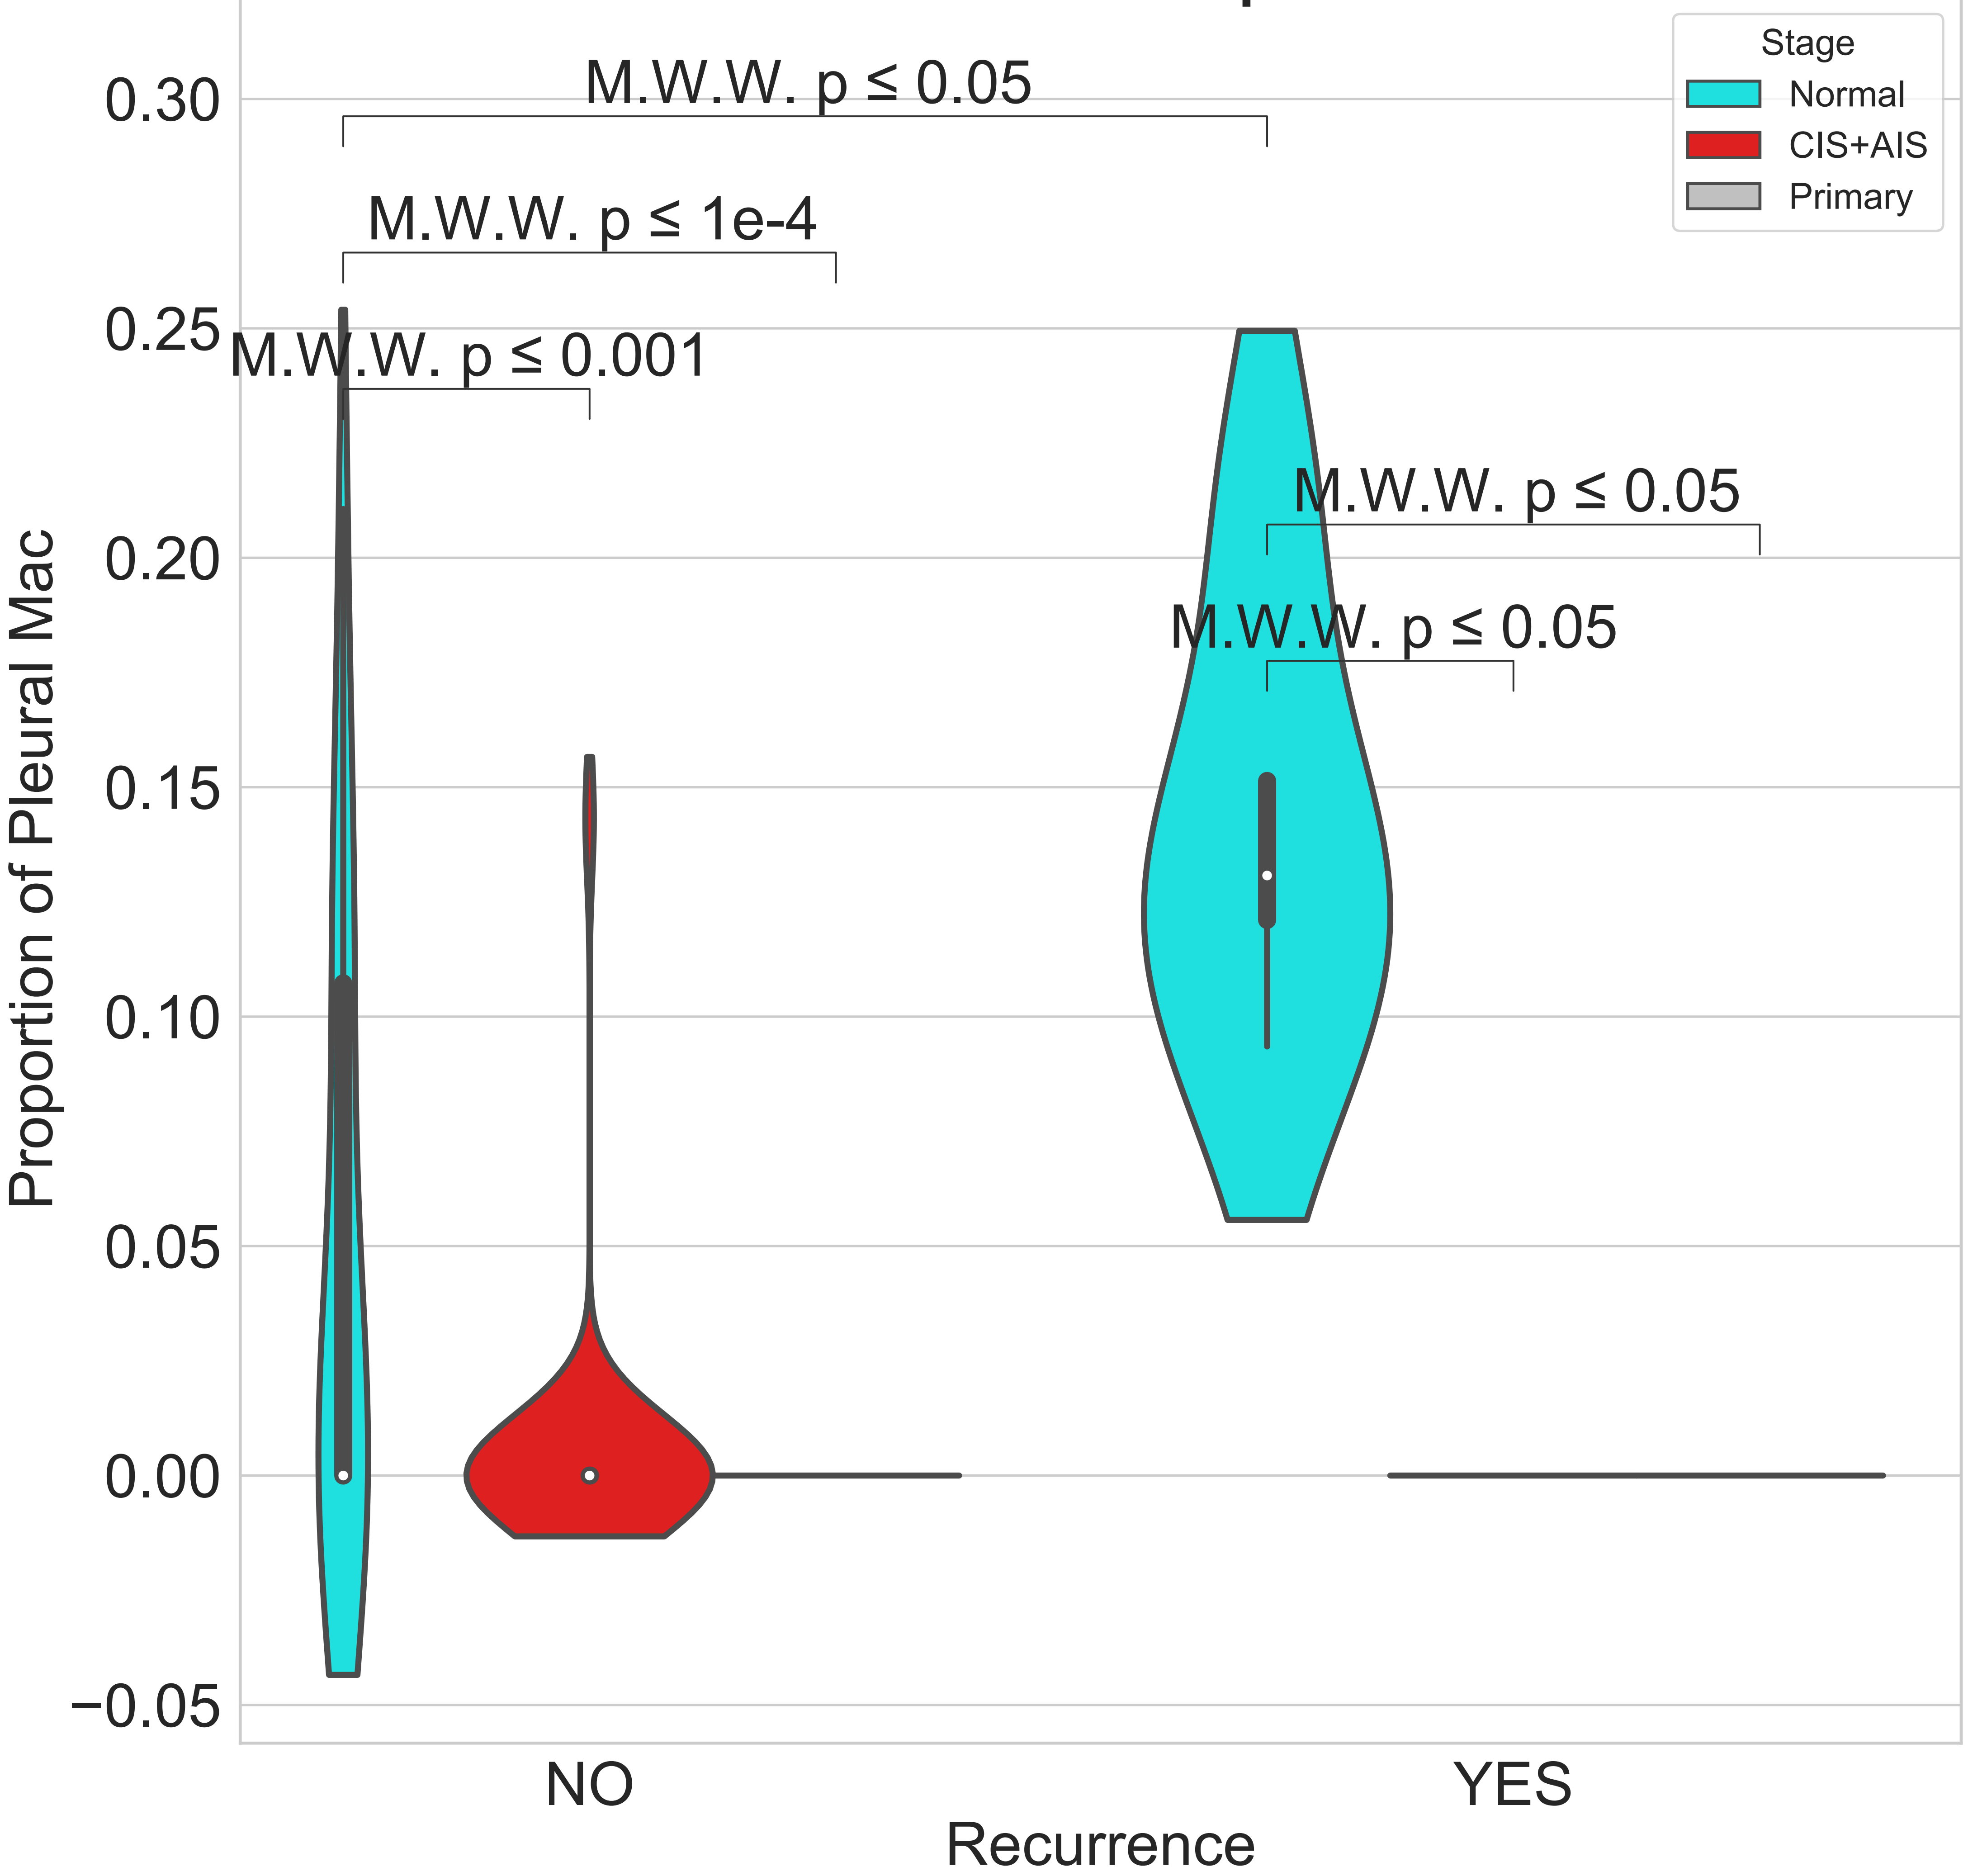 Stage
Normal
CIS+AIS
Primary
M.W.W. p ≤ 0.05
M.W.W. p ≤ 1e-4
M.W.W. p ≤ 0.001
M.W.W. p ≤ 0.05
M.W.W. p ≤ 0.05
0.30
0.25
0.20
0.15
0.10
0.05
0.00
−0.05
Proportion of Pleural Mac
NO
YES
Recurrence